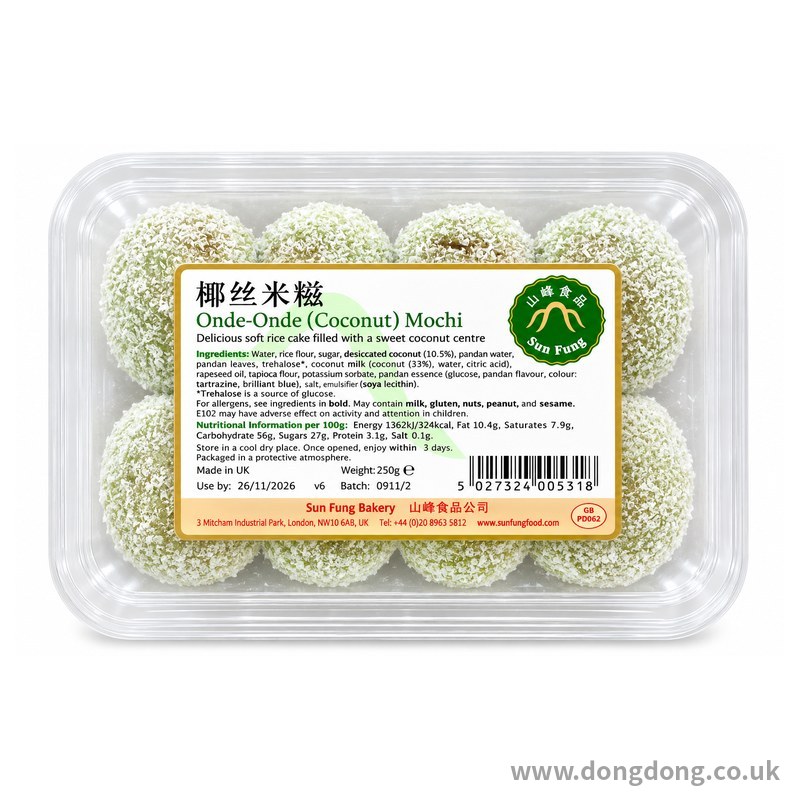 椰丝米糍
Onde-Onde (Coconut) Mochi
Delicious soft rice cake filled with a sweet coconut centre
山峰食品
Sun Fung
Ingredients: Water, rice flour, sugar, desiccated coconut (10.5%), pandan water,
pandan leaves, trehalose*, coconut milk (coconut (33%), water, citric acid),
rapeseed oil, tapioca flour, potassium sorbate, pandan essence (glucose, pandan flavour, colour:
tartrazine, brilliant blue), salt, emulsifier (soya lecithin).
*Trehalose is a source of glucose.
For allergens, see ingredients in bold. May contain milk, gluten, nuts, peanut, and sesame.
E102 may have adverse effect on activity and attention in children.
Nutritional Information per 100g: Energy 1362kJ/324kcal, Fat 10.4g, Saturates 7.9g,
Carbohydrate 56g, Sugars 27g, Protein 3.1g, Salt 0.1g.
Store in a cool dry place. Once opened, enjoy within 3 days.
Packaged in a protective atmosphere.
Made in UK Weight: 250g ℮
Use by: 26/11/2026 v6 Batch: 0911/2
5 027324 005318
Sun Fung Bakery 山峰食品公司
3 Mitcham Industrial Park, London, NW10 6AB, UK Tel: +44 (0)20 8963 5812 www.sunfungfood.com
GB
PD062
www.dongdong.co.uk